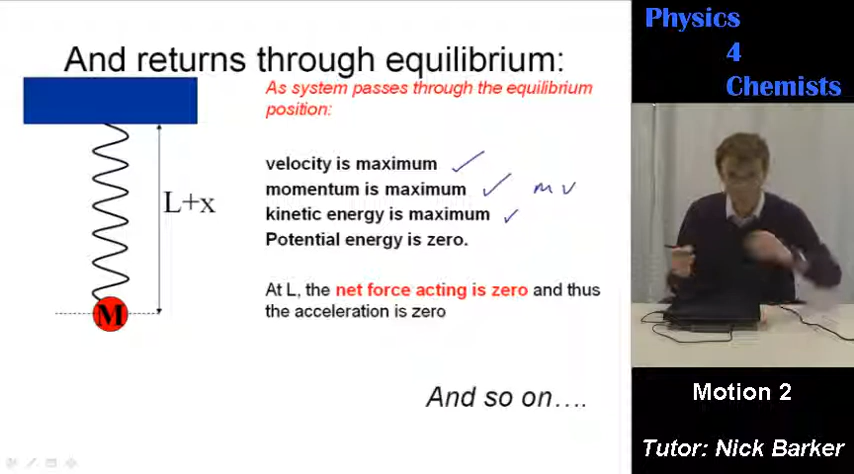 And returns through equilibrium:
As system passes through the equilibrium
position:
velocity is maximum
momentum is maximum
m v
kinetic energy is maximum
Potential energy is zero.
At L, the net force acting is zero and thus
the acceleration is zero
And so on….
L+x
M
Physics
4
Chemists
Motion 2
Tutor: Nick Barker